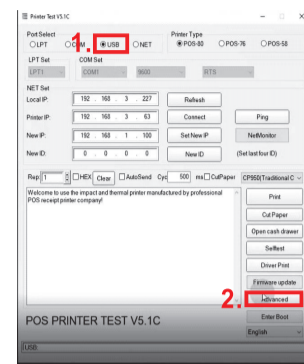 Printer Test V5.1C
Port Select
LPT COM USB NET
1.
Printer Type
POS-80 POS-76 POS-58
LPT Set
LPT1
COM Set
COM1 9600 RTS
NET Set
Local IP: 192 . 168 . 3 . 227 Refresh
Printer IP: 192 . 168 . 3 . 63 Connect Ping
New IP: 192 . 168 . 1 . 100 Set New IP NetMonitor
New ID: 0 . 0 . 0 . 0 New ID (Set last four ID)
Rep: 1 HEX Clear AutoSend Cyc 500 ms CutPaper CP950(Traditional C
Welcome to use the impact and thermal printer manufactured by professional
POS receipt printer company!
Print
Cut Paper
Open cash drawer
Selftest
Driver Print
Firmware update
2.
Advanced
Enter Boot
POS PRINTER TEST V5.1C
English
USB: